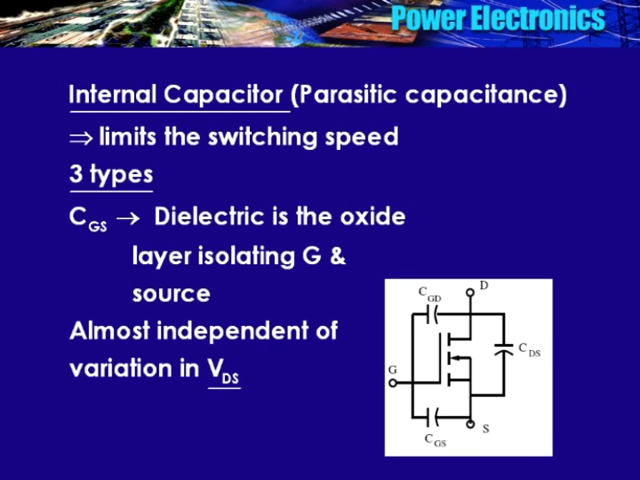 Power Electronics
Internal Capacitor (Parasitic capacitance)
⇒ limits the switching speed
3 types
C_GS → Dielectric is the oxide
layer isolating G &
source
Almost independent of
variation in V_DS
C_GD
D
C_DS
G
C_GS
S